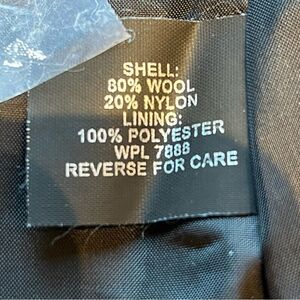 SHELL:
80% WOOL
20% NYLON
LINING:
100% POLYESTER
WPL 7888
REVERSE FOR CARE